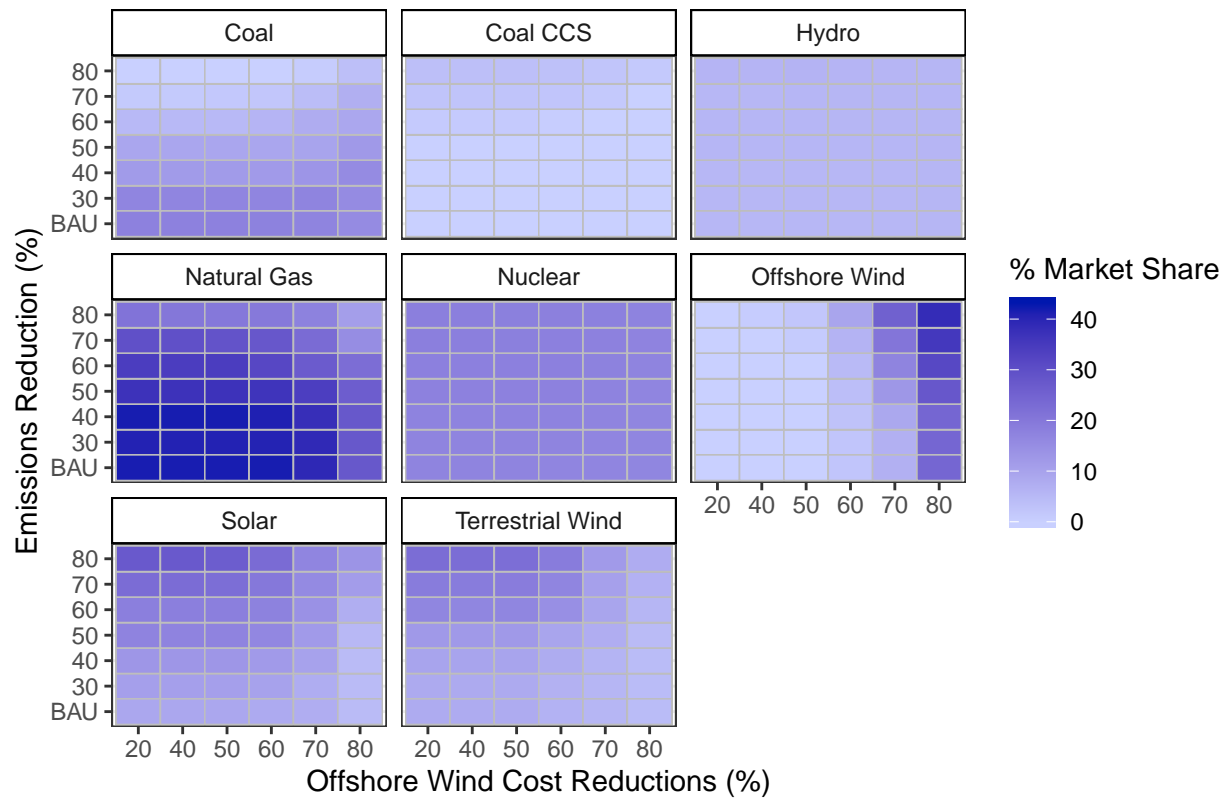 Coal Coal CCS Hydro
80
70
60
50
40
30
BAU
Natural Gas Nuclear Offshore Wind
80
70
60
50
40
30
BAU
20 40 50 60 70 80
Solar Terrestrial Wind
80
70
60
50
40
30
BAU
20 40 50 60 70 80 20 40 50 60 70 80
Offshore Wind Cost Reductions (%)
Emissions Reduction (%)
% Market Share
40
30
20
10
0